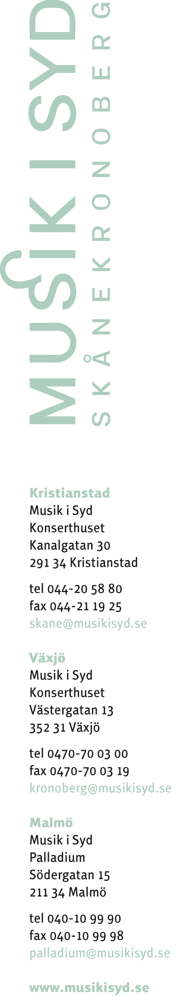 MUSIK I SYD
SKÅNEKRONOBERG
Kristianstad
Musik i Syd
Konserthuset
Kanalgatan 30
291 34 Kristianstad
tel 044-20 58 80
fax 044-21 19 25
skane@musikisyd.se
Växjö
Musik i Syd
Konserthuset
Västergatan 13
352 31 Växjö
tel 0470-70 03 00
fax 0470-70 03 19
kronoberg@musikisyd.se
Malmö
Musik i Syd
Palladium
Södergatan 15
211 34 Malmö
tel 040-10 99 90
fax 040-10 99 98
palladium@musikisyd.se
www.musikisyd.se